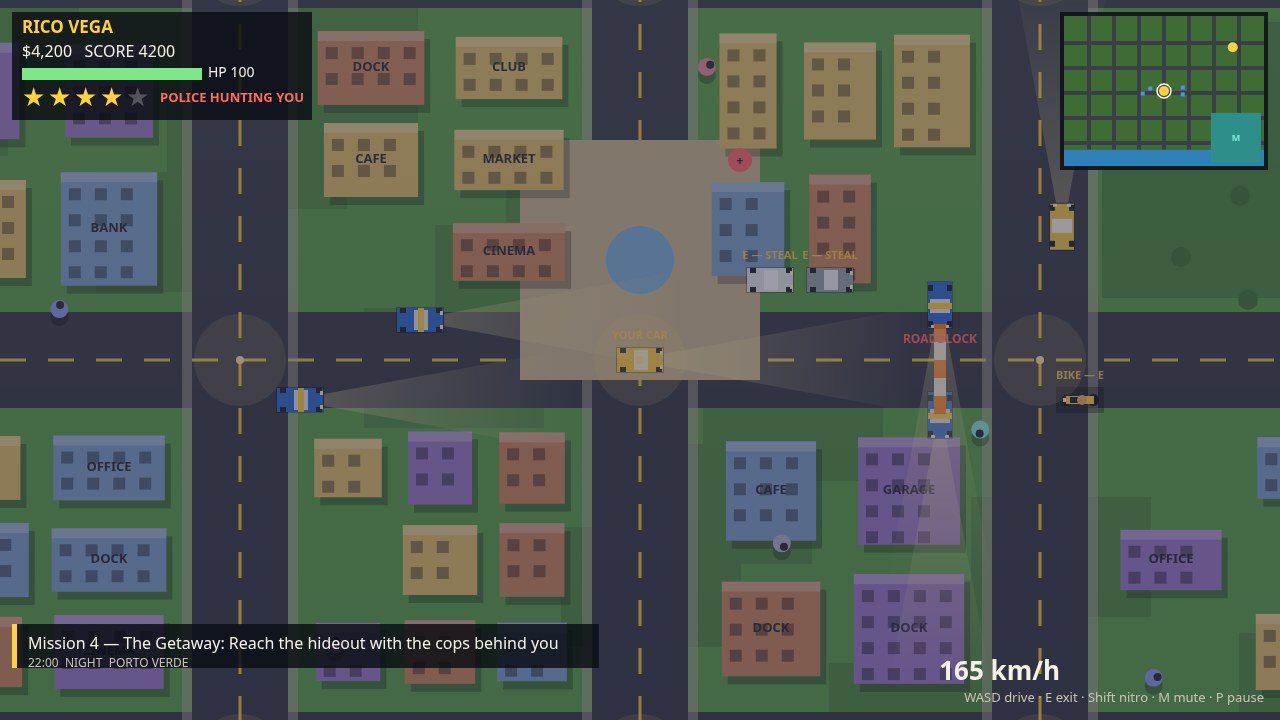 RICO VEGA
$4,200 SCORE 4200
HP 100
POLICE HUNTING YOU
M
DOCK
CLUB
CAFE
MARKET
+
BANK
CINEMA
E — STEAL E — STEAL
YOUR CAR
BIKE — E
OFFICE
CAFE
GARAGE
DOCK
OFFICE
DOCK
DOCK
Mission 4 — The Getaway: Reach the hideout with the cops behind you
22:00 NIGHT PORTO VERDE
165 km/h
WASD drive · E exit · Shift nitro · M mute · P pause